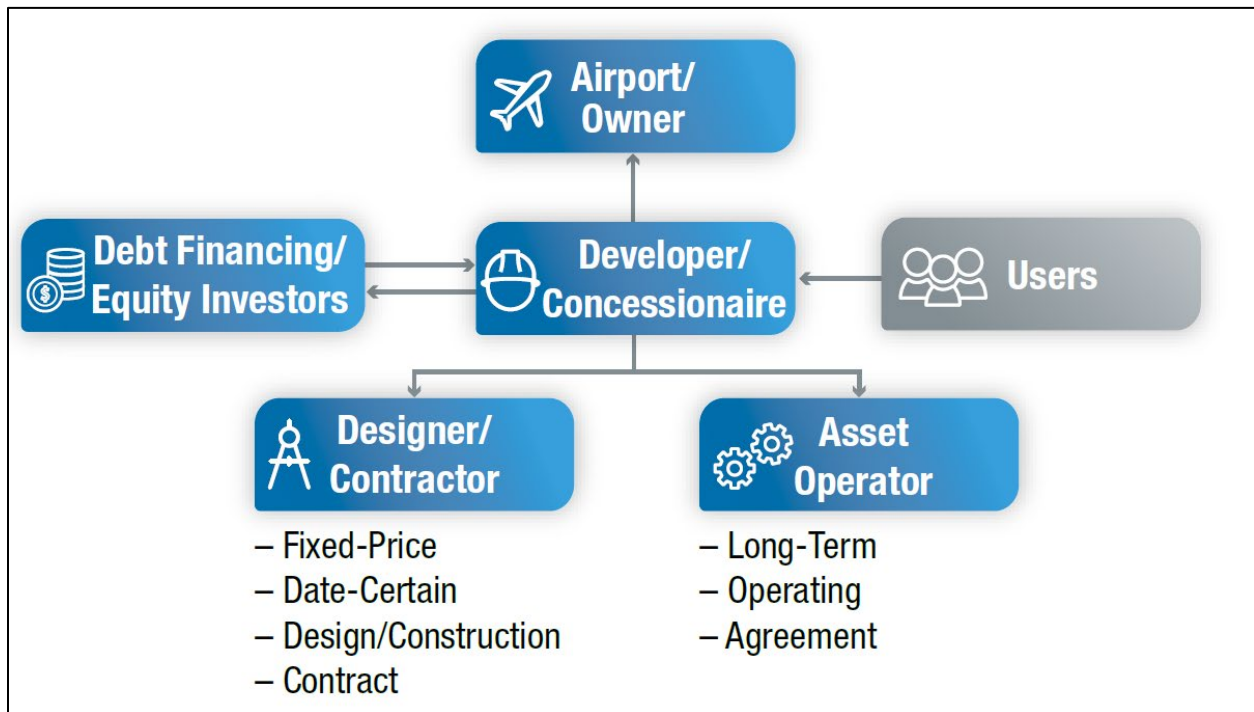 Airport/
Owner
Debt Financing/
Equity Investors
Developer/
Concessionaire
Users
Designer/
Contractor
– Fixed-Price
– Date-Certain
– Design/Construction
– Contract
Asset
Operator
– Long-Term
– Operating
– Agreement